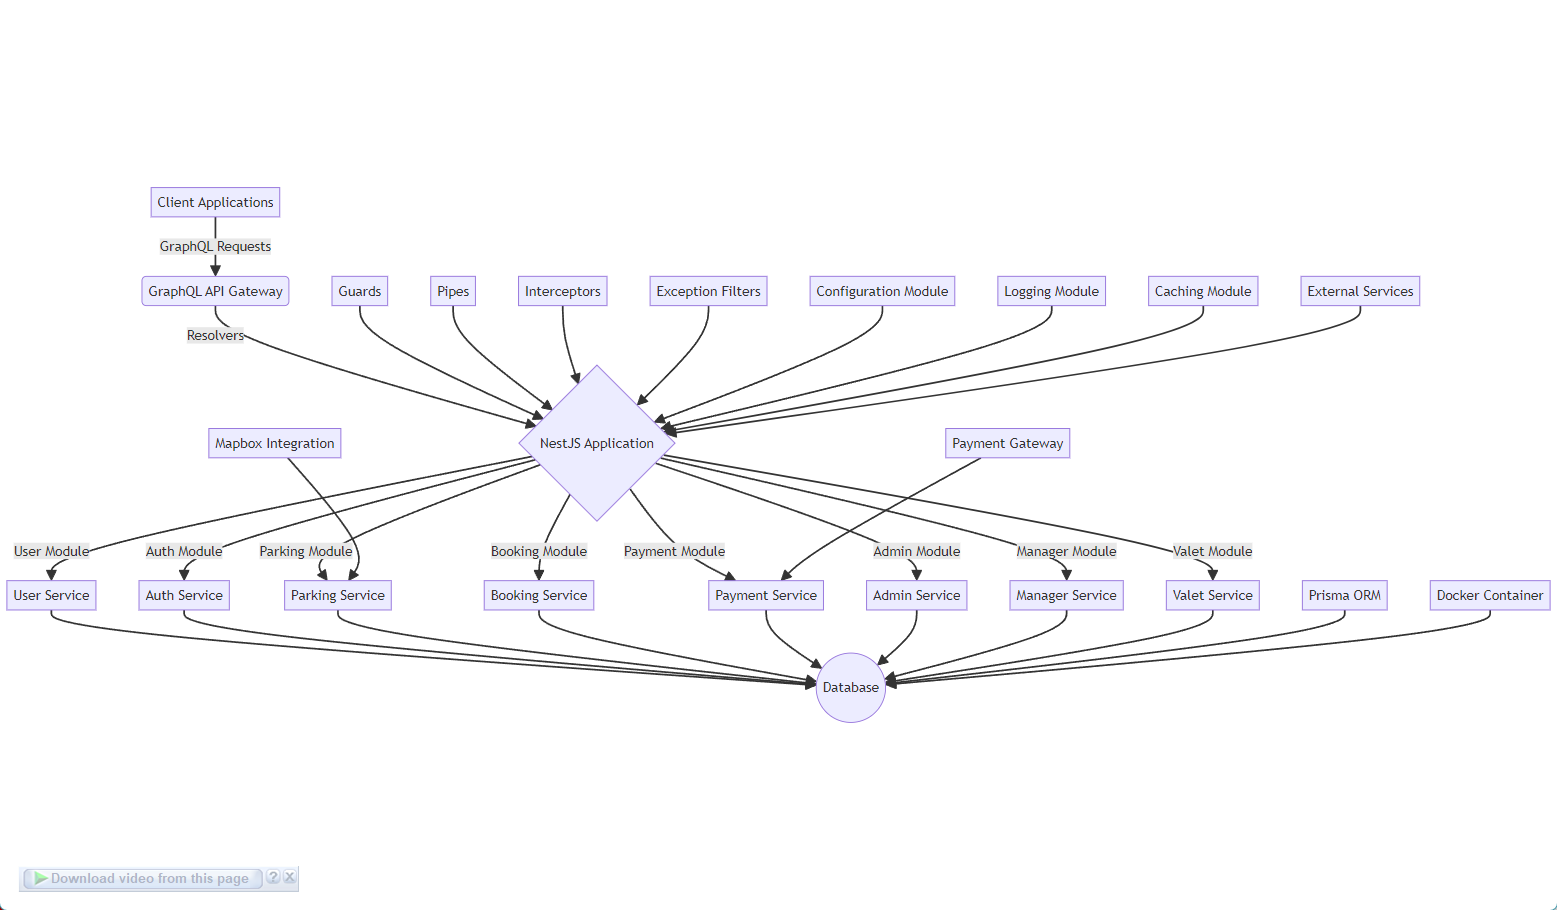 Client Applications
GraphQL Requests
GraphQL API Gateway
Guards
Pipes
Interceptors
Exception Filters
Configuration Module
Logging Module
Caching Module
External Services
Resolvers
Mapbox Integration
NestJS Application
Payment Gateway
User Module
Auth Module
Parking Module
Booking Module
Payment Module
Admin Module
Manager Module
Valet Module
User Service
Auth Service
Parking Service
Booking Service
Payment Service
Admin Service
Manager Service
Valet Service
Prisma ORM
Docker Container
Database
Download video from this page ? X